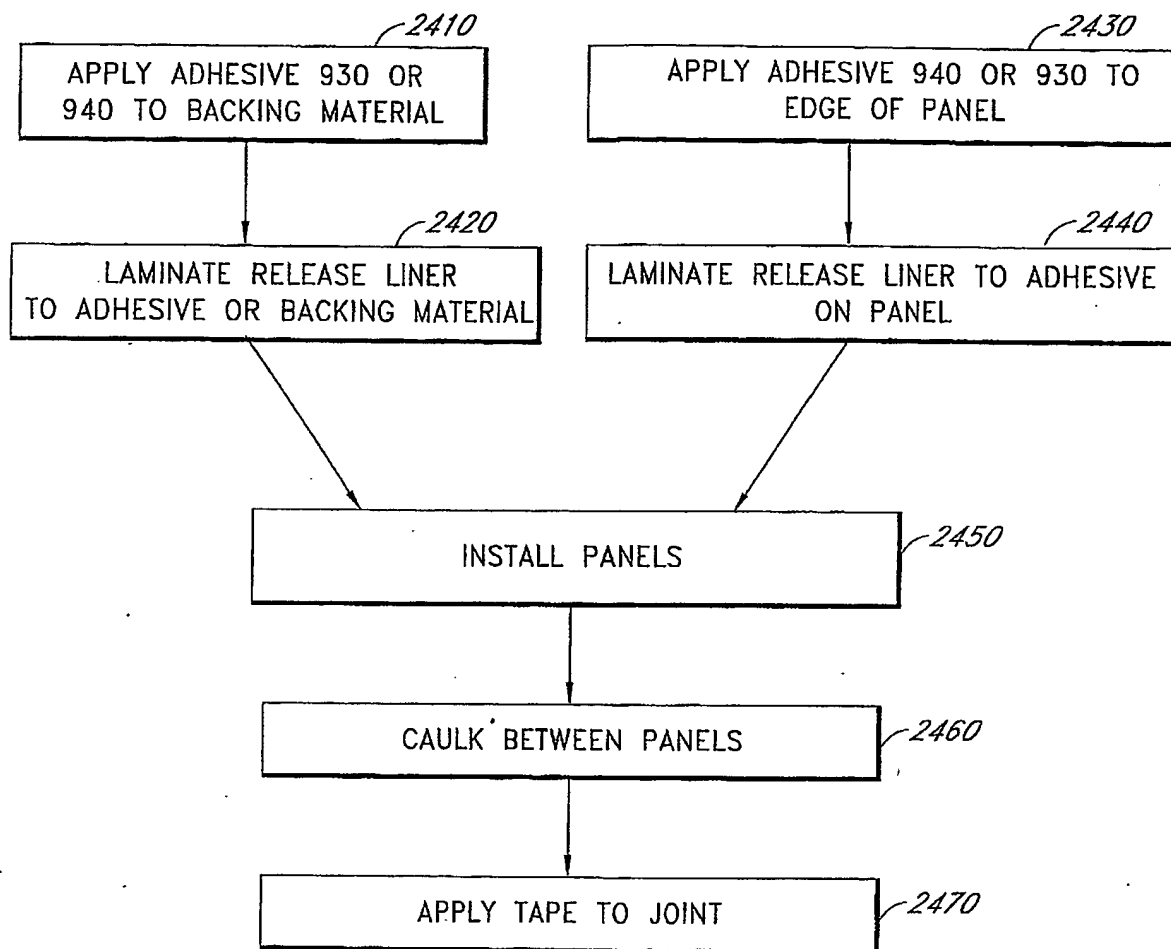 2410
APPLY ADHESIVE 930 OR
940 TO BACKING MATERIAL
2430
APPLY ADHESIVE 940 OR 930 TO
EDGE OF PANEL
2420
LAMINATE RELEASE LINER
TO ADHESIVE OR BACKING MATERIAL
2440
LAMINATE RELEASE LINER TO ADHESIVE
ON PANEL
INSTALL PANELS
2450
CAULK BETWEEN PANELS
2460
APPLY TAPE TO JOINT
2470